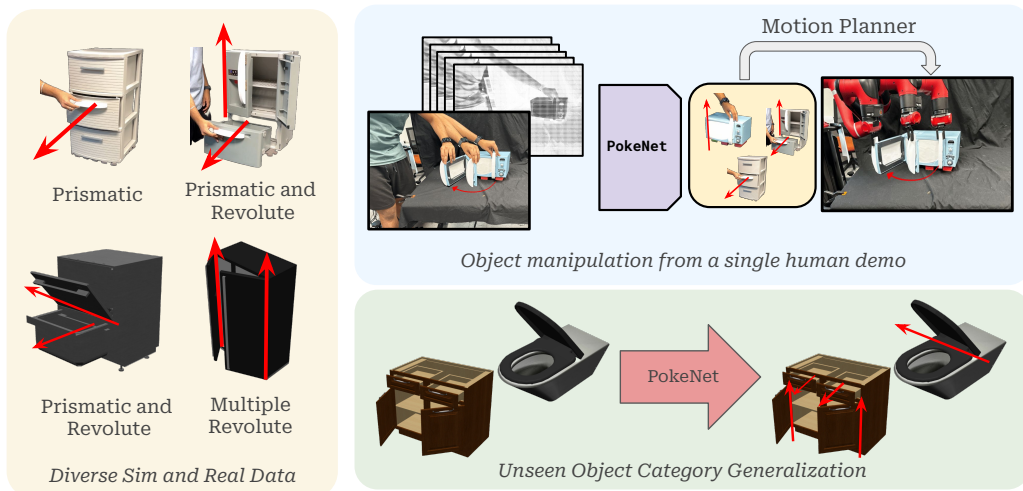 Prismatic
Prismatic and
Revolute
Prismatic and
Revolute
Multiple
Revolute
Diverse Sim and Real Data
Motion Planner
PokeNet
Object manipulation from a single human demo
PokeNet
Unseen Object Category Generalization